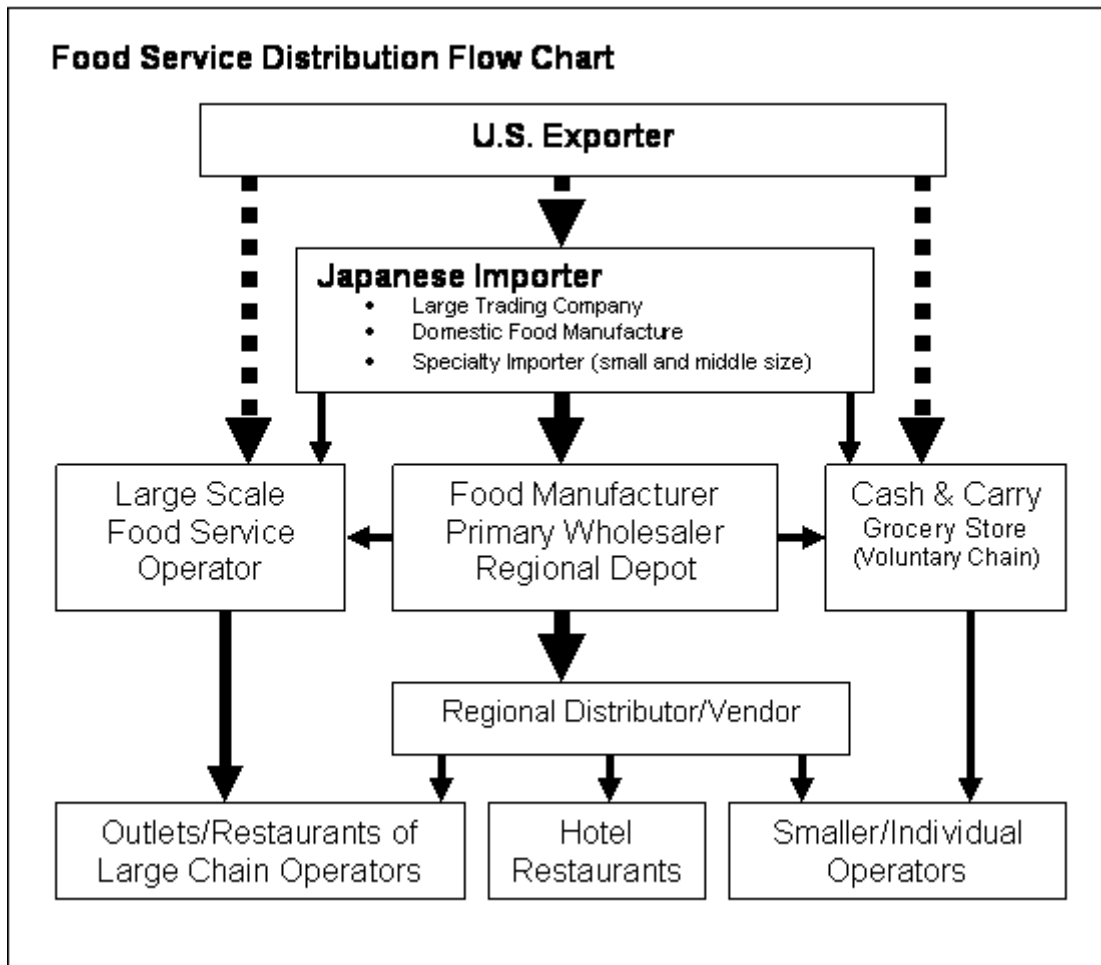 Food Service Distribution Flow Chart
U.S. Exporter
Japanese Importer
• Large Trading Company
• Domestic Food Manufacture
• Specialty Importer (small and middle size)
Large Scale
Food Service
Operator
Food Manufacturer
Primary Wholesaler
Regional Depot
Cash & Carry
Grocery Store
(Voluntary Chain)
Regional Distributor/Vendor
Outlets/Restaurants of
Large Chain Operators
Hotel
Restaurants
Smaller/Individual
Operators